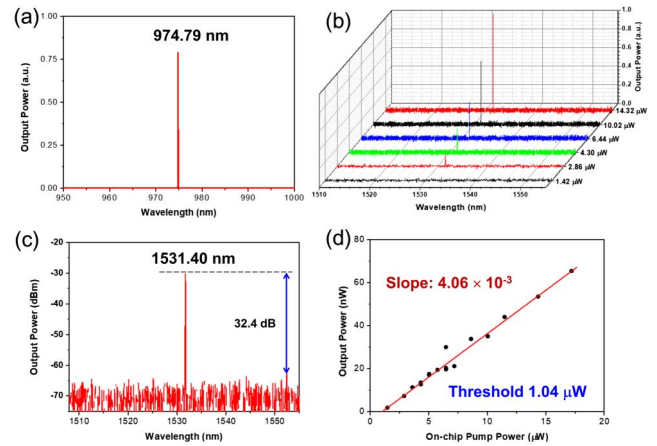 (a)
974.79 nm
1.00
0.75
0.50
0.25
0.00
Output Power (a.u.)
950 960 970 980 990 1000
Wavelength (nm)
(b)
1.0
0.8
0.6
0.4
0.2
0.0
Output Power (a.u.)
14.32 μW
10.02 μW
6.44 μW
4.30 μW
2.86 μW
1.42 μW
1510 1520 1530 1540 1550
Wavelength (nm)
(c)
1531.40 nm
-20
-30
-40
-50
-60
-70
Output Power (dBm)
32.4 dB
1510 1520 1530 1540 1550
Wavelength (nm)
(d)
80
60
40
20
0
Output Power (nW)
Slope: 4.06 × 10⁻³
Threshold 1.04 μW
0 5 10 15 20
On-chip Pump Power (μW)